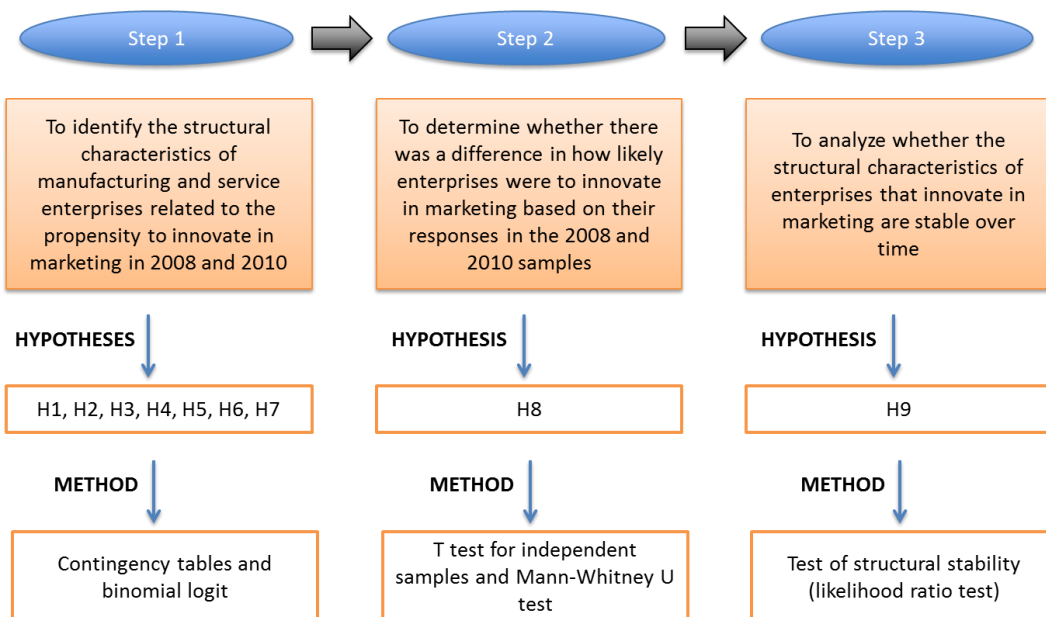 Step 1
Step 2
Step 3
To identify the structural
characteristics of
manufacturing and service
enterprises related to the
propensity to innovate in
marketing in 2008 and 2010
To determine whether there
was a difference in how likely
enterprises were to innovate
in marketing based on their
responses in the 2008 and
2010 samples
To analyze whether the
structural characteristics of
enterprises that innovate in
marketing are stable over
time
HYPOTHESES
HYPOTHESIS
HYPOTHESIS
H1, H2, H3, H4, H5, H6, H7
H8
H9
METHOD
METHOD
METHOD
Contingency tables and
binomial logit
T test for independent
samples and Mann-Whitney U
test
Test of structural stability
(likelihood ratio test)